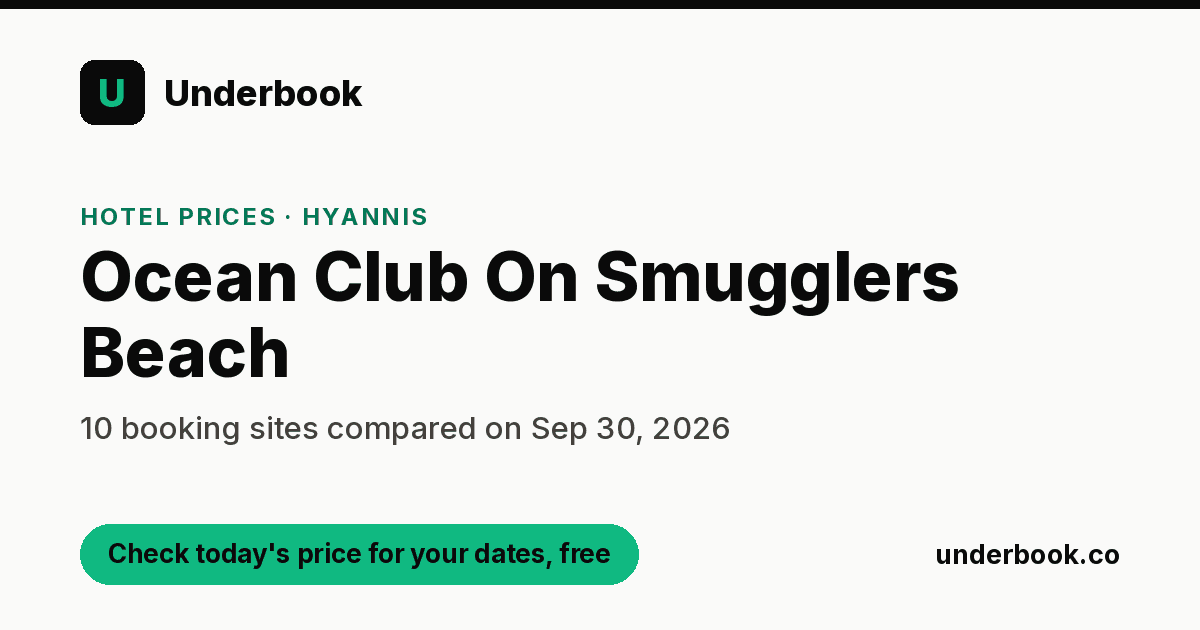 U Underbook
HOTEL PRICES · HYANNIS
Ocean Club On Smugglers
Beach
10 booking sites compared on Sep 30, 2026
Check today's price for your dates, free
underbook.co